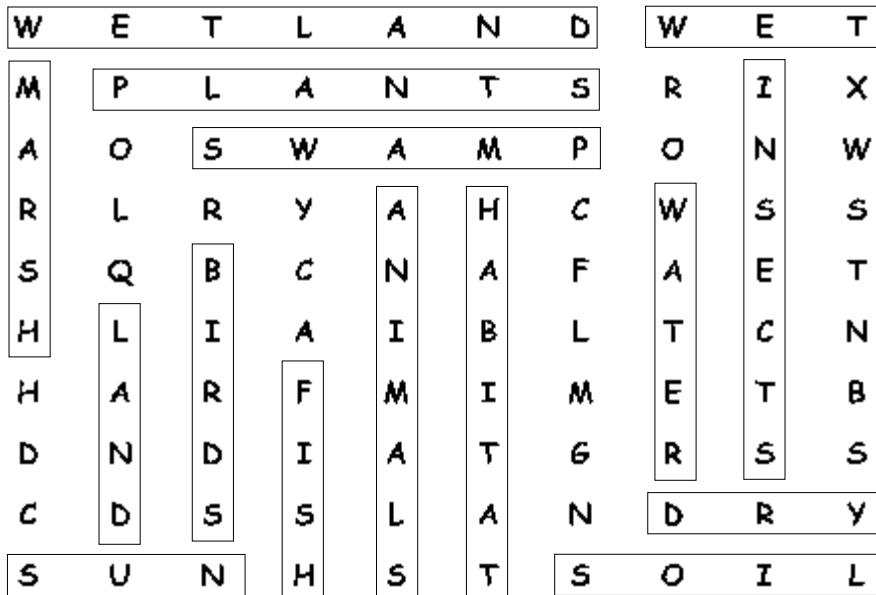 W E T L A N D W E T
M P L A N T S R I X
A O S W A M P O N W
R L R Y A H C W S S
S Q B C N A F A E T
H L I A I B L T C N
H A R F M I M E T B
D N D I A T G R S S
C D S S L A N D R Y
S U N H S T S O I L